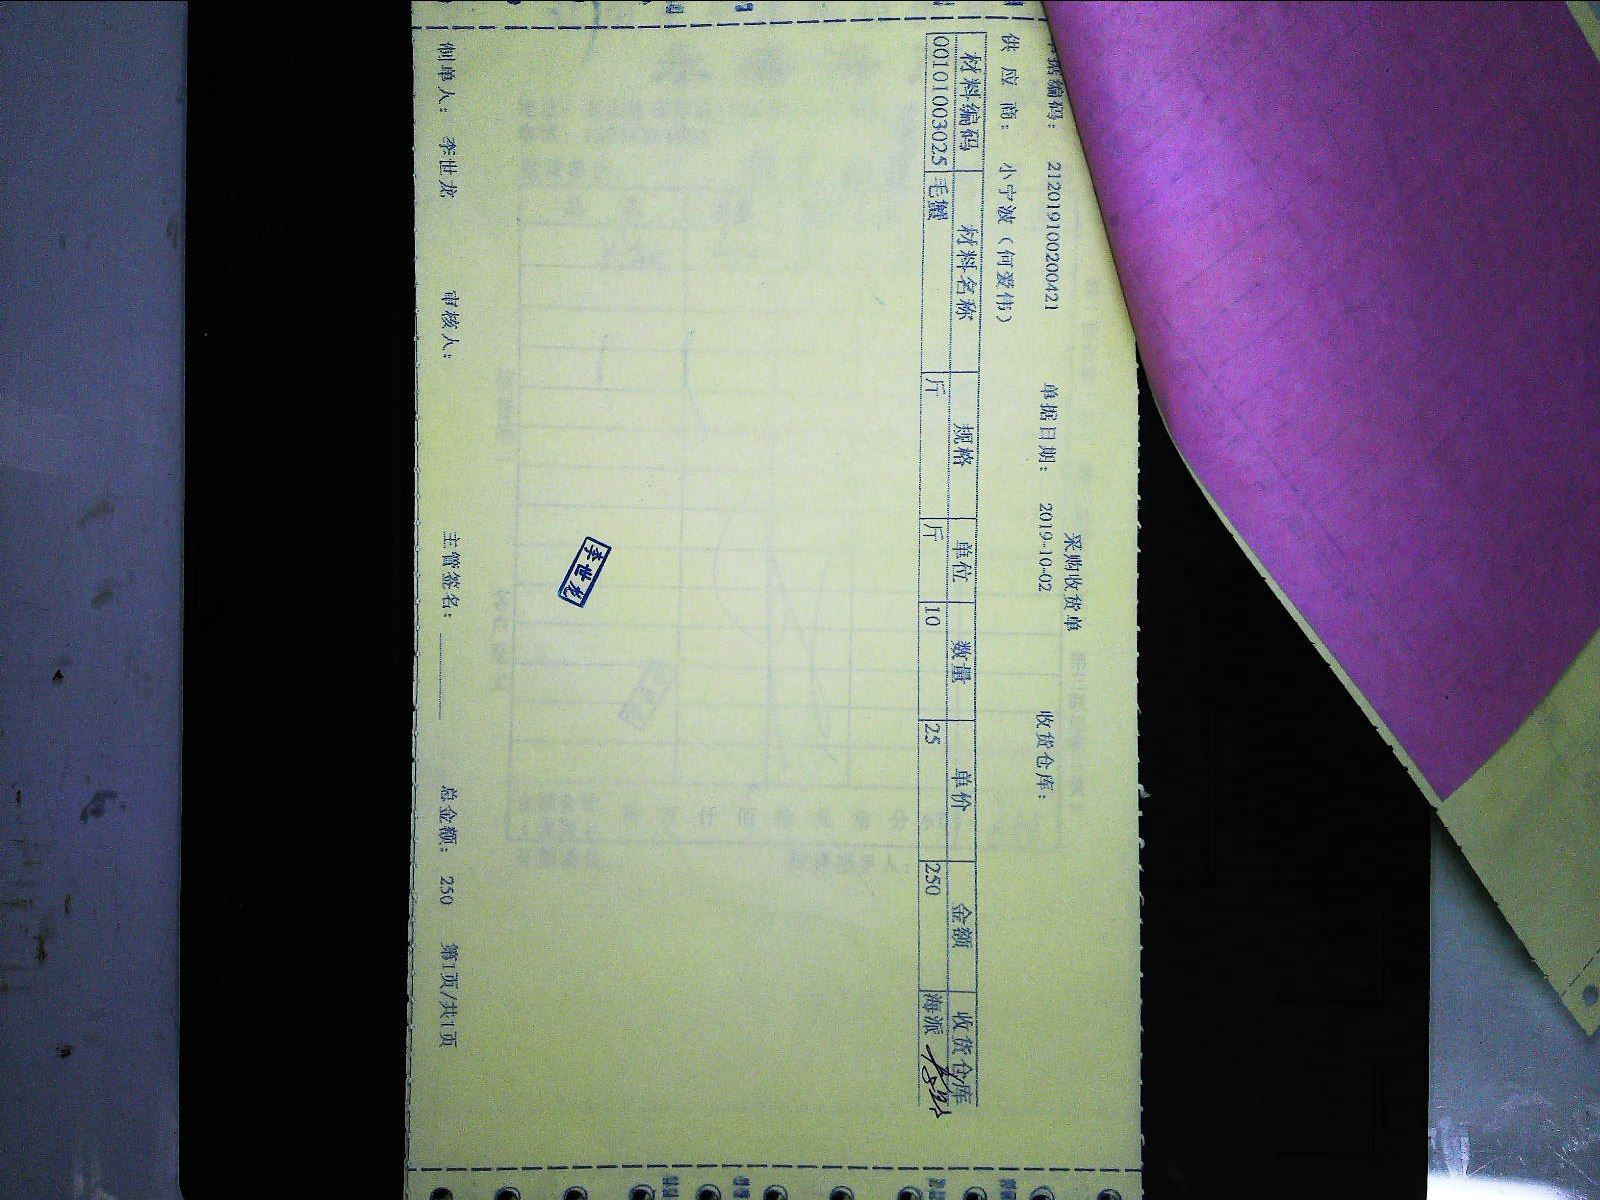 采购收货单
据编码: 21201910020042­1 单据日期: 2019-10-02 收货仓库:
供 应 商: 小宁波(何爱伟)
材料编码 材料名称 规格 单位 数量 单价 金额 收货仓库
00101003025 毛蟹 斤 斤 10 25 250 海派
李世龙
制单人: 李世龙 审核人: 主管签名: 总金额: 250 第1页/共1页